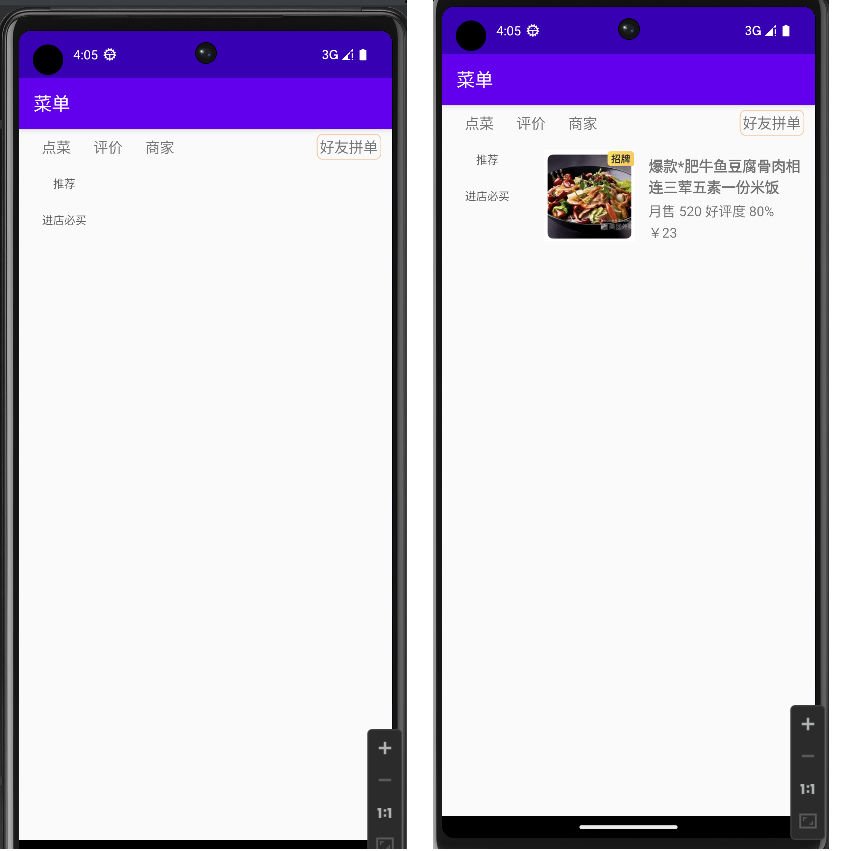 4:05
3G
菜单
点菜 评价 商家 好友拼单
推荐
进店必买
1:1
4:05
3G
菜单
点菜 评价 商家 好友拼单
推荐
进店必买
招牌
爆款*肥牛鱼豆腐骨肉相
连三荤五素一份米饭
月售 520 好评度 80%
￥23
1:1